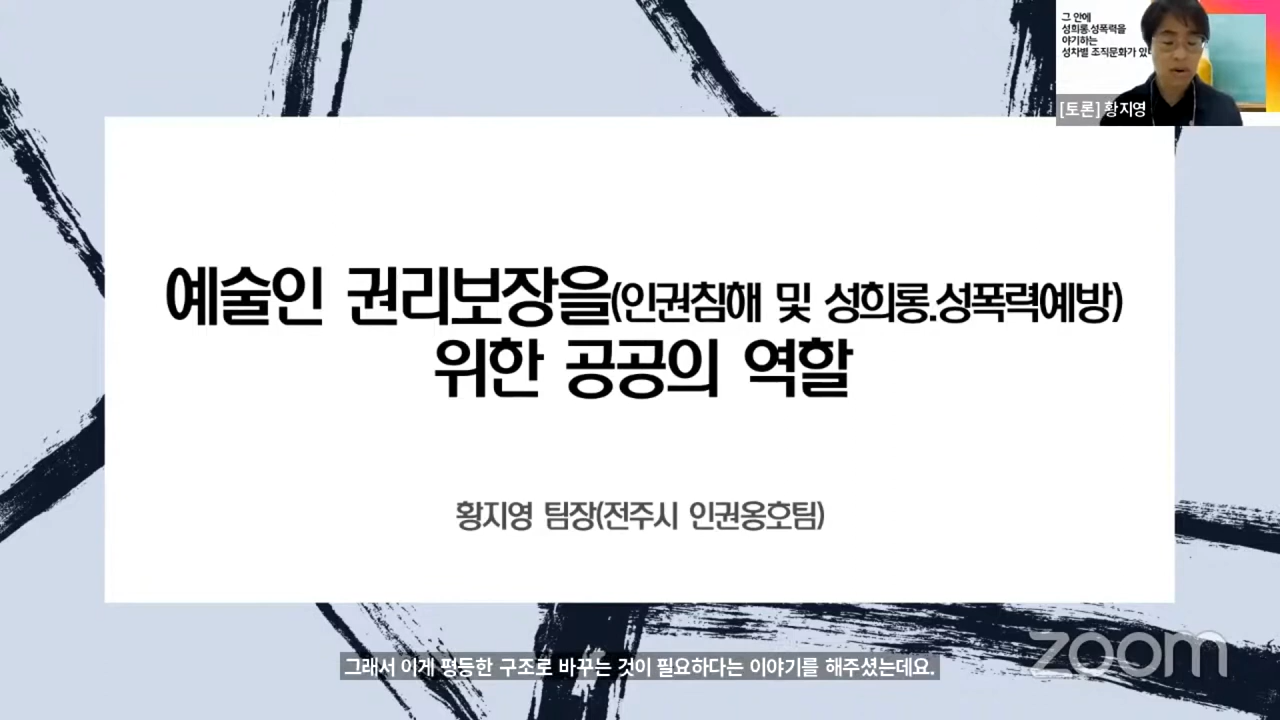 그 안에
성희롱.성폭력을
야기하는
성차별 조직문화가 있
[토론] 황지영
예술인 권리보장을(인권침해 및 성희롱.성폭력예방)
위한 공공의 역할
황지영 팀장(전주시 인권옹호팀)
zoom
그래서 이게 평등한 구조로 바꾸는 것이 필요하다는 이야기를 해주셨는데요.